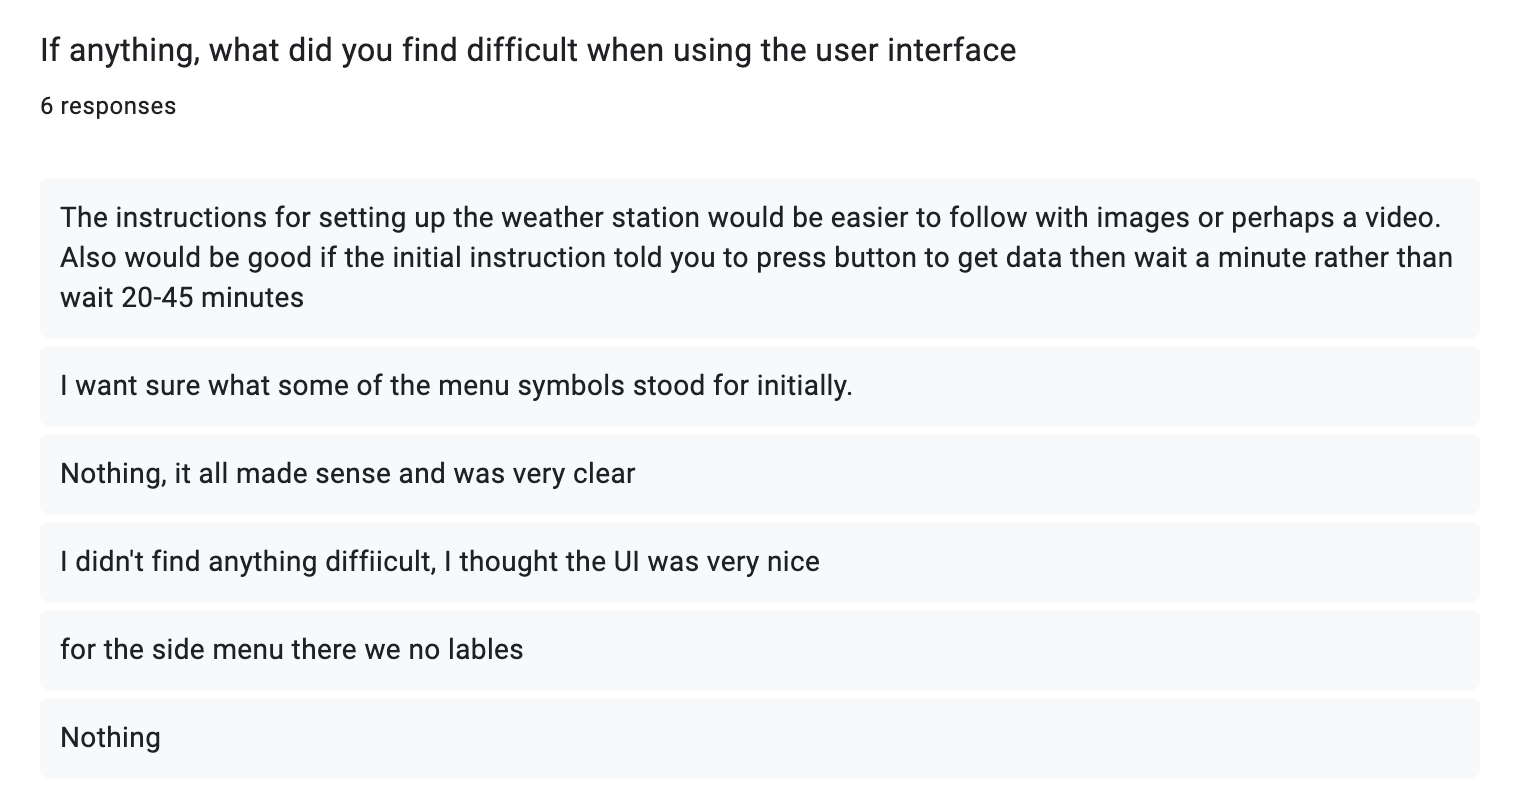 If anything, what did you find difficult when using the user interface
6 responses
The instructions for setting up the weather station would be easier to follow with images or perhaps a video.
Also would be good if the initial instruction told you to press button to get data then wait a minute rather than
wait 20-45 minutes
I want sure what some of the menu symbols stood for initially.
Nothing, it all made sense and was very clear
I didn't find anything diffiicult, I thought the UI was very nice
for the side menu there we no lables
Nothing